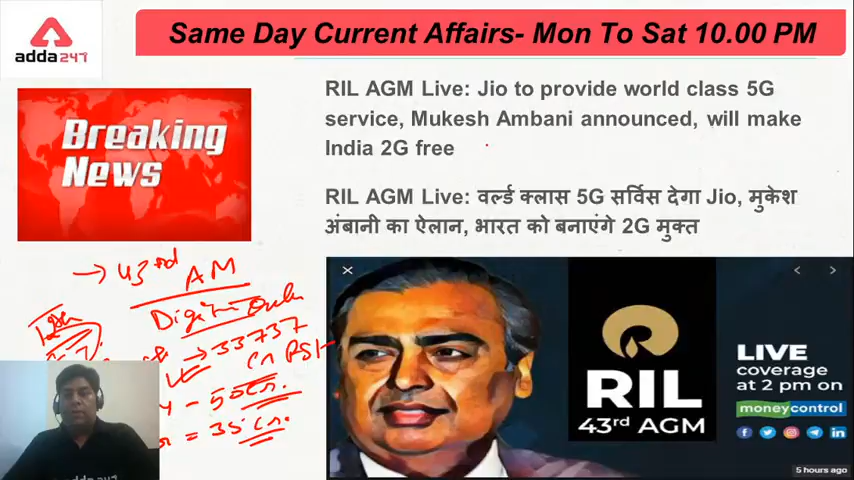 adda247
Same Day Current Affairs- Mon To Sat 10.00 PM
Breaking
News
RIL AGM Live: Jio to provide world class 5G
service, Mukesh Ambani announced, will make
India 2G free
RIL AGM Live: वर्ल्ड क्लास 5G सर्विस देगा Jio, मुकेश
अंबानी का ऐलान, भारत को बनाएंगे 2G मुक्त
→ 43rd AM
→ 33737
50 cr.
= 35 cr.
RIL
43rd AGM
LIVE
coverage
at 2 pm on
moneycontrol
5 hours ago